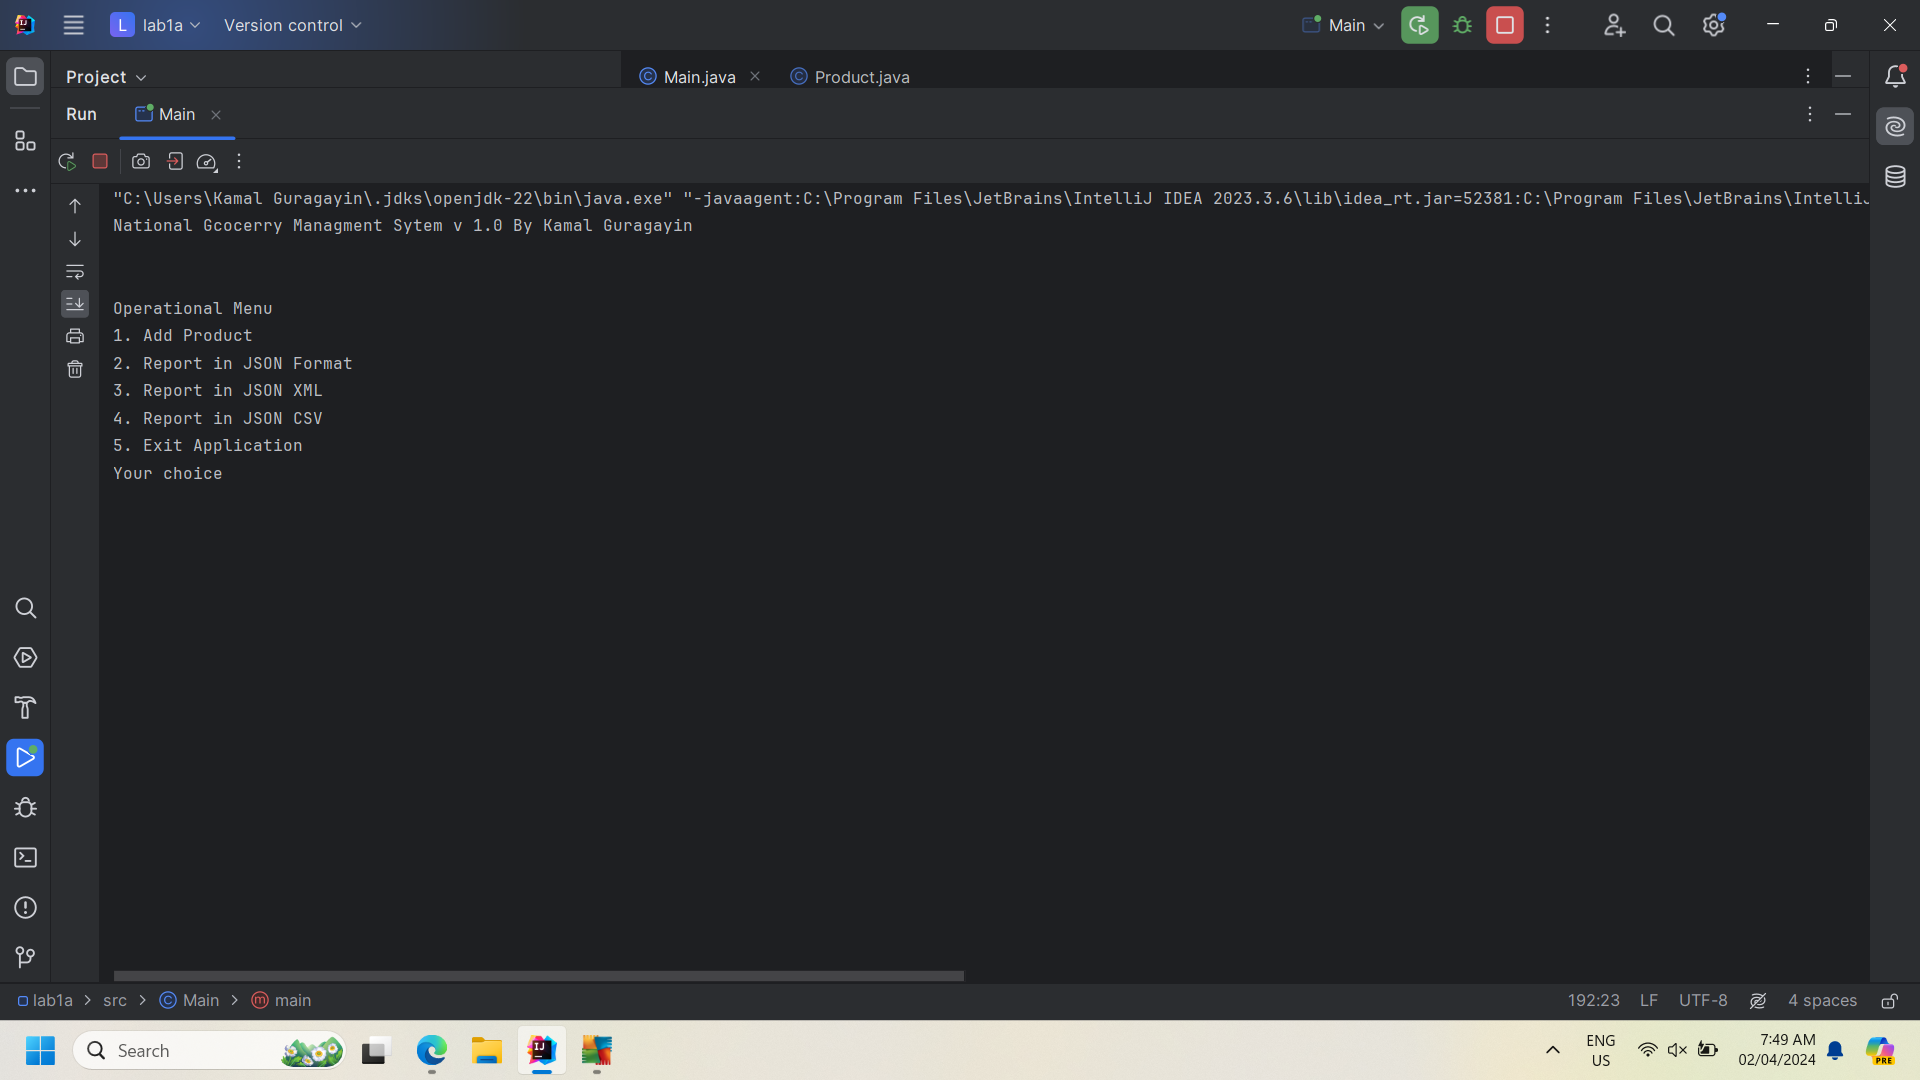 L lab1a Version control Main
Project Main.java Product.java
Run Main
"C:\Users\Kamal Guragayin\.jdks\openjdk-22\bin\java.exe" "-javaagent:C:\Program Files\JetBrains\IntelliJ IDEA 2023.3.6\lib\idea_rt.jar=52381:C:\Program Files\JetBrains\IntelliJ
National Gcocerry Managment Sytem v 1.0 By Kamal Guragayin
Operational Menu
1. Add Product
2. Report in JSON Format
3. Report in JSON XML
4. Report in JSON CSV
5. Exit Application
Your choice
lab1a > src > Main > main 192:23 LF UTF-8 4 spaces
Search
ENG
US
7:49 AM
02/04/2024
PRE